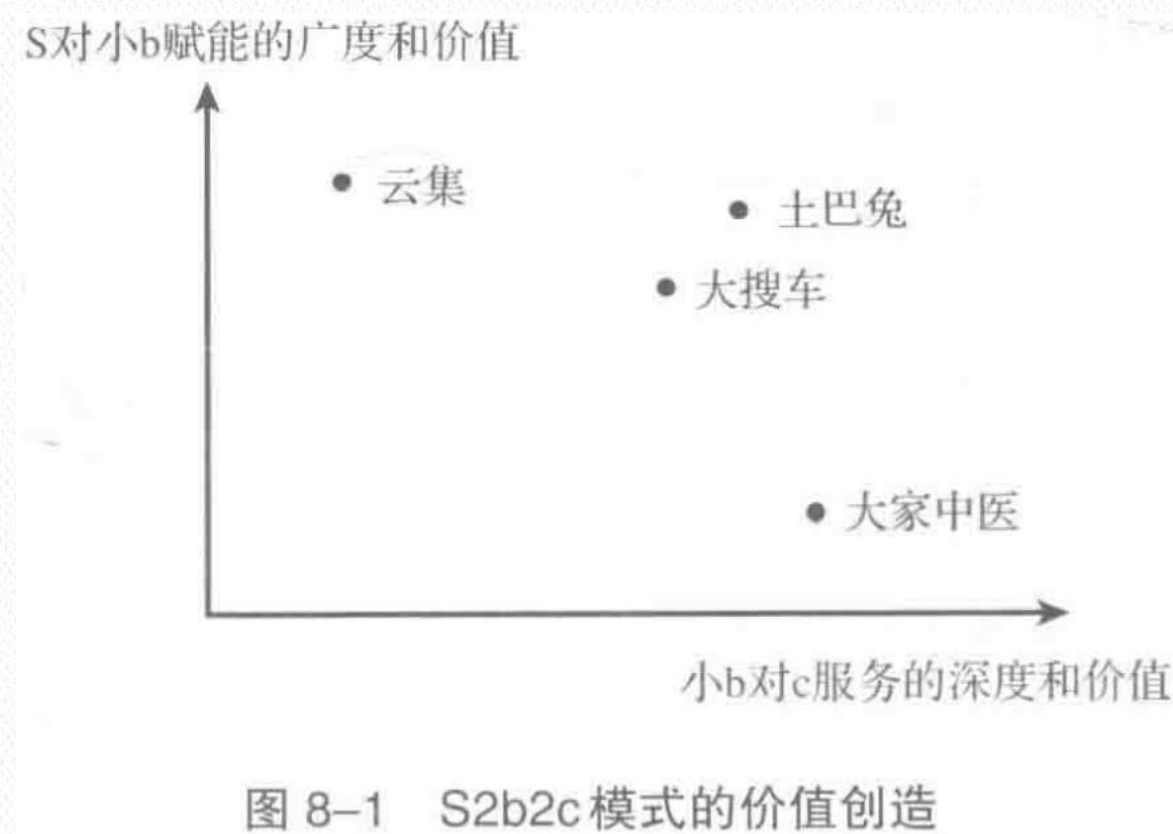 S对小b赋能的广度和价值
云集
土巴兔
大搜车
大家中医
小b对c服务的深度和价值
图 8-1 S2b2c模式的价值创造